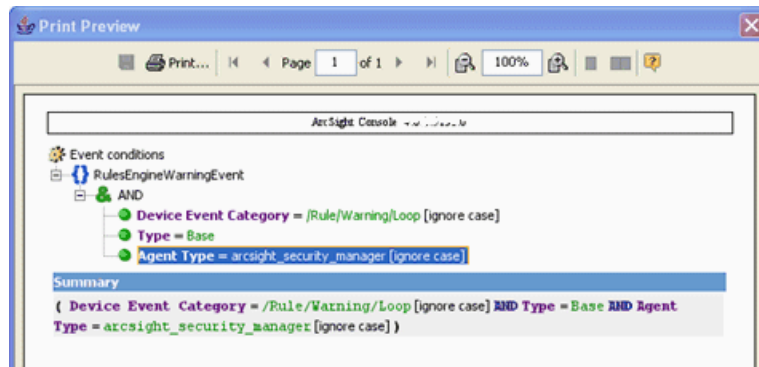 Print Preview
Print... Page 1 of 1 100%
ArcSight Console
Event conditions
RulesEngineWarningEvent
AND
Device Event Category = /Rule/Warning/Loop [ignore case]
Type = Base
Agent Type = arcsight_security_manager [ignore case]
Summary
( Device Event Category = /Rule/Warning/Loop [ignore case] AND Type = Base AND Agent
Type = arcsight_security_manager [ignore case] )